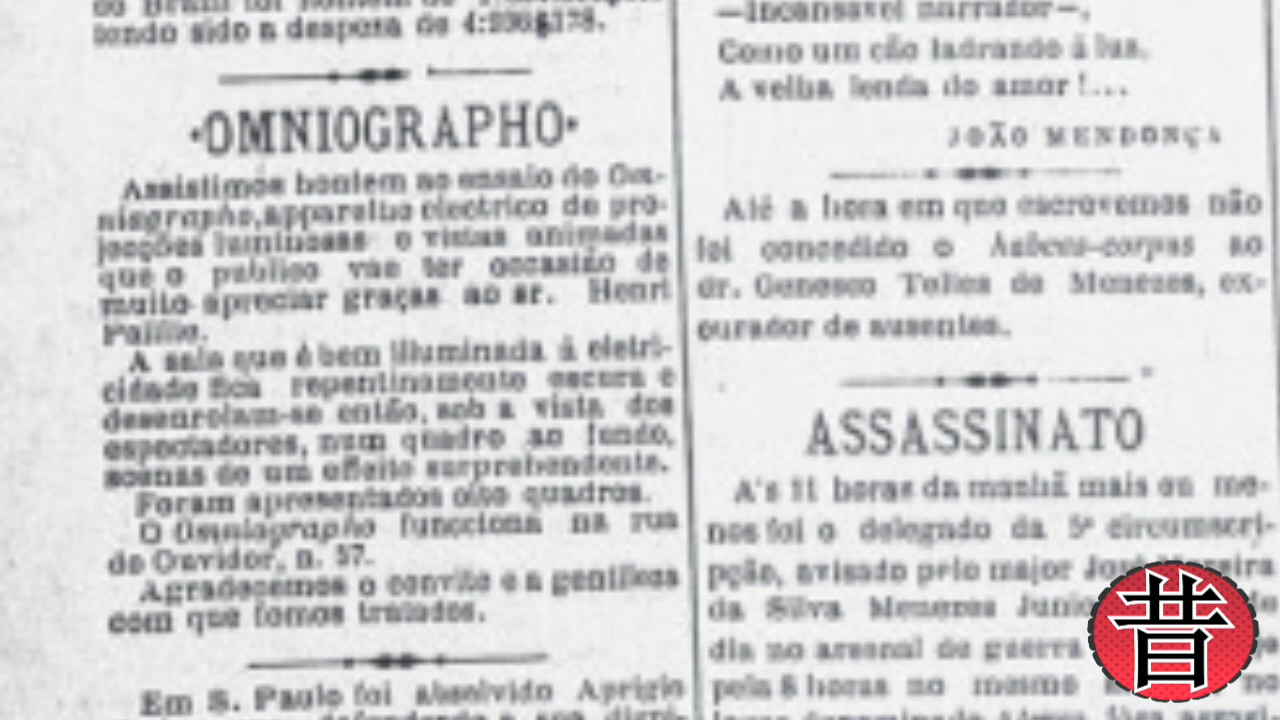 tendo sido a despeza de
OMNIOGRAPHO
Assistimos hontem ao ensaio do Om-
niographo, apparelho electrico de pro-
jecções luminosas e vistas animadas
que o publico vae ter occasião de
muito apreciar graças ao sr. Henri
Paillie.
A sala que é bem illuminada á eletri-
cidade fica repentinamente escura e
desenrolam-se então, sob a vista dos
espectadores, num quadro ao fundo,
scenas de um effeito surprehendente.
Foram apresentados oito quadros.
O Omniographo funcciona na rua
do Ouvidor, n. 57.
Agradecemos o convite e a gentileza
com que fomos tratados.
Em S. Paulo foi Aprigio
—Incansavel narrador—,
Como um cão ladrando á lua,
A velha lenda do amor!...
JOÃO MENDONÇA
Até a hora em que escrevemos não
foi concedido o habeas-corpus ao
dr. Genesco Telles de Menezes, ex-
curador de ausentes.
ASSASSINATO
A's 11 horas da manhã mais ou me-
nos foi o delegado da 5ª circumscri-
pção, avisado pelo major José
da Silva Menezes Junior
dia no arsenal de guerra
pela 8 horas no mesmo
昔